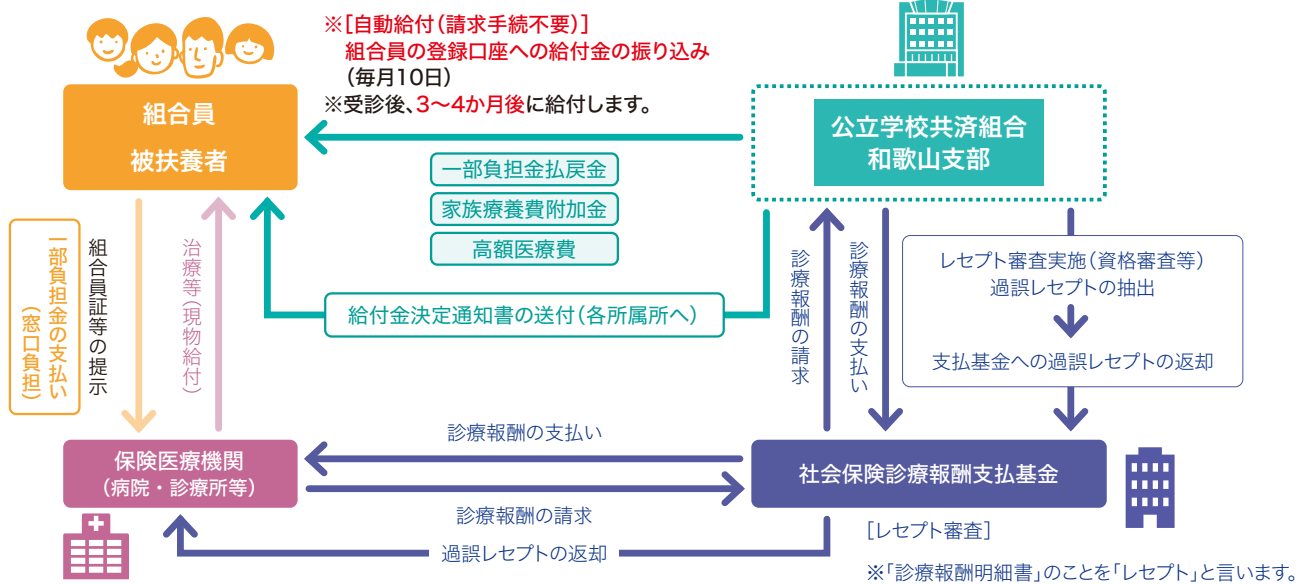 ※[自動給付(請求手続不要)]
組合員の登録口座への給付金の振り込み
(毎月10日)
※受診後、3〜4か月後に給付します。
組合員
被扶養者
公立学校共済組合
和歌山支部
一部負担金払戻金
家族療養費附加金
高額医療費
給付金決定通知書の送付(各所属所へ)
一部負担金の支払い
(窓口負担)
組合員証等の提示
治療等(現物給付)
診療報酬の請求
診療報酬の支払い
レセプト審査実施(資格審査等)
過誤レセプトの抽出
支払基金への過誤レセプトの返却
保険医療機関
(病院・診療所等)
診療報酬の支払い
診療報酬の請求
過誤レセプトの返却
社会保険診療報酬支払基金
[レセプト審査]
※「診療報酬明細書」のことを「レセプト」と言います。